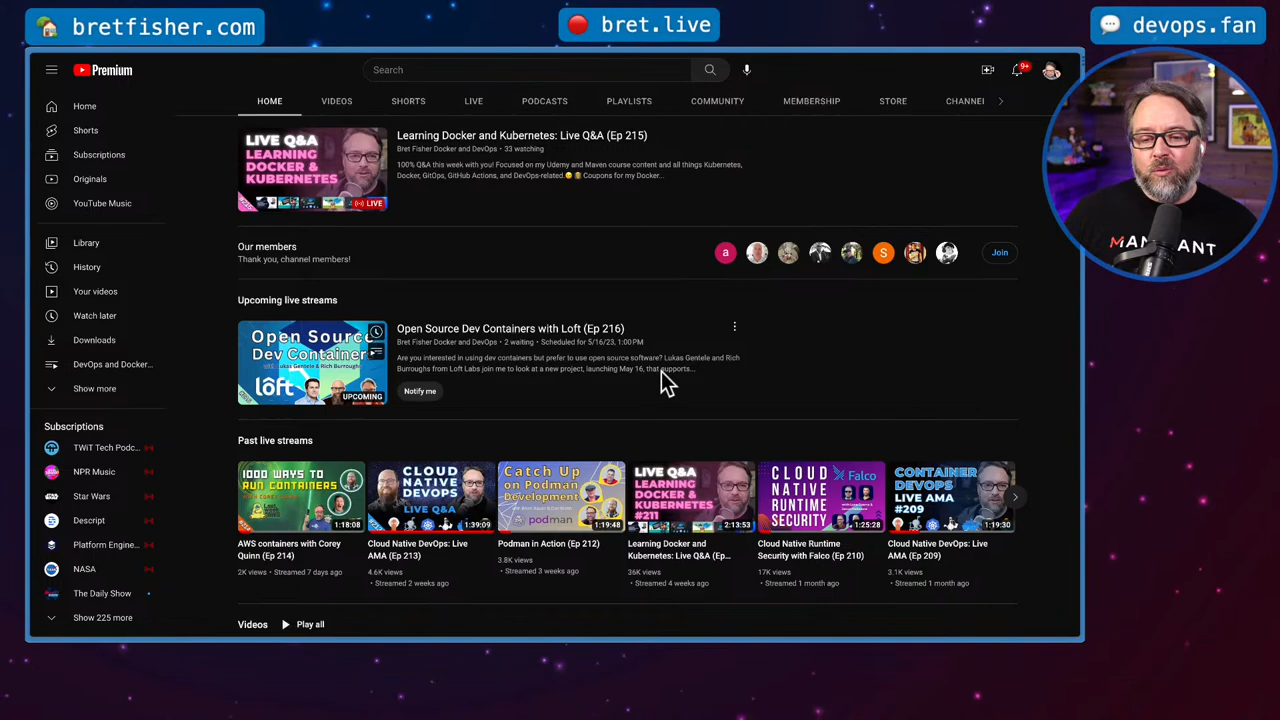 bretfisher.com
bret.live
devops.fan
Premium
Search
9+
HOME
VIDEOS
SHORTS
LIVE
PODCASTS
PLAYLISTS
COMMUNITY
MEMBERSHIP
STORE
CHANNEL
Home
Shorts
Subscriptions
Originals
YouTube Music
Library
History
Your videos
Watch later
Downloads
DevOps and Docker...
Show more
Subscriptions
TWiT Tech Podc...
NPR Music
Star Wars
Descript
Platform Engine...
NASA
The Daily Show
Show 225 more
LIVE Q&A
LEARNING
DOCKER &
KUBERNETES
LIVE
Learning Docker and Kubernetes: Live Q&A (Ep 215)
Bret Fisher Docker and DevOps • 33 watching
100% Q&A this week with you! Focused on my Udemy and Maven course content and all things Kubernetes,
Docker, GitOps, GitHub Actions, and DevOps-related. Coupons for my Docker...
Our members
Thank you, channel members!
a
S
Join
Upcoming live streams
Open Source
Dev Containers
with Lukas Gentele & Rich Burroughs
loft
UPCOMING
Open Source Dev Containers with Loft (Ep 216)
Bret Fisher Docker and DevOps • 2 waiting • Scheduled for 5/16/23, 1:00 PM
Are you interested in using dev containers but prefer to use open source software? Lukas Gentele and Rich
Burroughs from Loft Labs join me to look at a new project, launching May 16, that supports...
Notify me
Past live streams
1000 WAYS TO
RUN CONTAINERS
1:18:08
AWS containers with Corey
Quinn (Ep 214)
2K views • Streamed 7 days ago
CLOUD
NATIVE
DEVOPS
LIVE Q&A
1:39:09
Cloud Native DevOps: Live
AMA (Ep 213)
4.6K views
• Streamed 2 weeks ago
Catch Up
on Podman
Development
podman
1:19:48
Podman in Action (Ep 212)
3.8K views
• Streamed 3 weeks ago
LIVE Q&A
LEARNING
DOCKER &
KUBERNETES
#211
2:13:53
Learning Docker and
Kubernetes: Live Q&A (Ep...
36K views
• Streamed 4 weeks ago
CLOUD
NATIVE
RUNTIME
SECURITY
Falco
1:25:28
Cloud Native Runtime
Security with Falco (Ep 210)
17K views
• Streamed 1 month ago
CONTAINER
DEVOPS
LIVE AMA
#209
1:19:30
Cloud Native DevOps: Live
AMA (Ep 209)
3.1K views
• Streamed 1 month ago
Videos
Play all